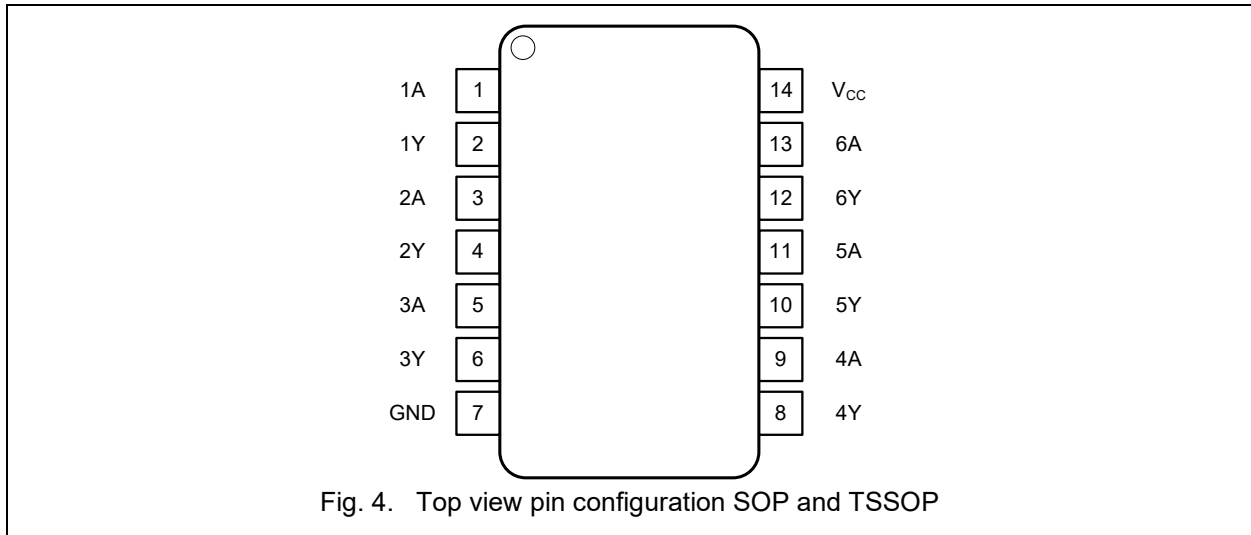 1A 1 14 VCC
1Y 2 13 6A
2A 3 12 6Y
2Y 4 11 5A
3A 5 10 5Y
3Y 6 9 4A
GND 7 8 4Y
Fig. 4. Top view pin configuration SOP and TSSOP